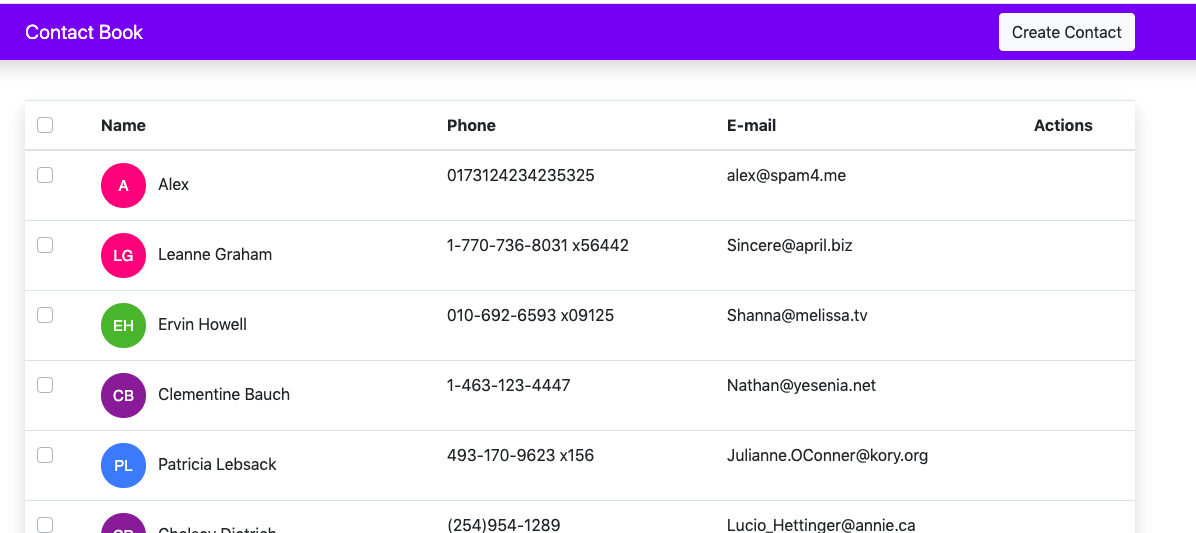 Contact Book Create Contact
Name Phone E-mail Actions
A Alex 0173124234235325 alex@spam4.me
LG Leanne Graham 1-770-736-8031 x56442 Sincere@april.biz
EH Ervin Howell 010-692-6593 x09125 Shanna@melissa.tv
CB Clementine Bauch 1-463-123-4447 Nathan@yesenia.net
PL Patricia Lebsack 493-170-9623 x156 Julianne.OConner@kory.org
(254)954-1289 Lucio_Hettinger@annie.ca